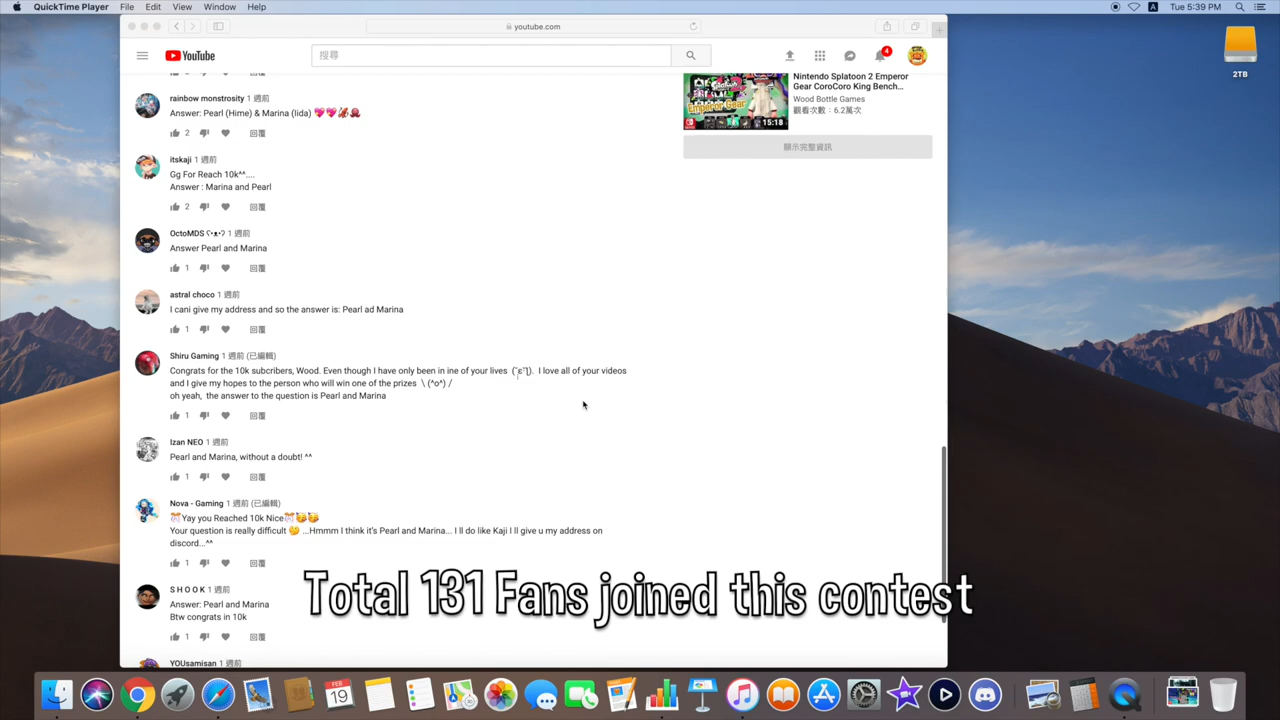 QuickTime Player File Edit View Window Help
Tue 5:39 PM
youtube.com
2TB
YouTube
搜尋
4
Nintendo Splatoon 2 Emperor
Gear CoroCoro King Bench...
Wood Bottle Games
觀看次數：6.2萬次
Emperor Gear
15:18
顯示完整資訊
rainbow monstrosity 1 週前
Answer: Pearl (Hime) & Marina (Iida) 💖💖🦑🐙
2 回覆
itskaji 1 週前
Gg For Reach 10k^^....
Answer : Marina and Pearl
2 回覆
OctoMDS ʕ•ᴥ•ʔ 1 週前
Answer Pearl and Marina
1 回覆
astral choco 1 週前
I cani give my address and so the answer is: Pearl ad Marina
1 回覆
Shiru Gaming 1 週前 (已編輯)
Congrats for the 10k subcribers, Wood. Even though I have only been in ine of your lives I love all of your videos
and I give my hopes to the person who will win one of the prizes \ (^o^) /
oh yeah, the answer to the question is Pearl and Marina
1 回覆
Izan NEO 1 週前
Pearl and Marina, without a doubt! ^^
1 回覆
Nova - Gaming 1 週前 (已編輯)
🎊Yay you Reached 10k Nice🎊🥳🥳
Your question is really difficult 🤔 ...Hmmm I think it's Pearl and Marina... I ll do like Kaji I ll give u my address on
discord...^^
1 回覆
S H O O K 1 週前
Answer: Pearl and Marina
Btw congrats in 10k
1 回覆
Total 131 Fans joined this contest
YOUsamisan 1 週前
FEB
19